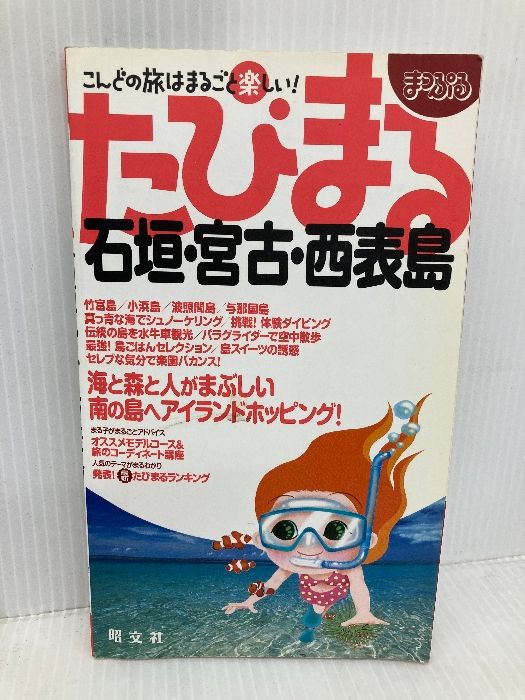 こんどの旅はまるごと楽しい!
まっぷる
たびまる
石垣・宮古・西表島
竹富島/小浜島/波照間島/与那国島
真っ青な海でシュノーケリング/挑戦!体験ダイビング
伝統の島を水牛車観光/パラグライダーで空中散歩
最強!島ごはんセレクション/島スイーツの誘惑
セレブな気分で楽園バカンス!
海と森と人がまぶしい
南の島へアイランドホッピング!
まる子がまるごとアドバイス
オススメモデルコース&
旅のコーディネート講座
人気のテーマがまるわかり
発表!最新たびまるランキング
昭文社